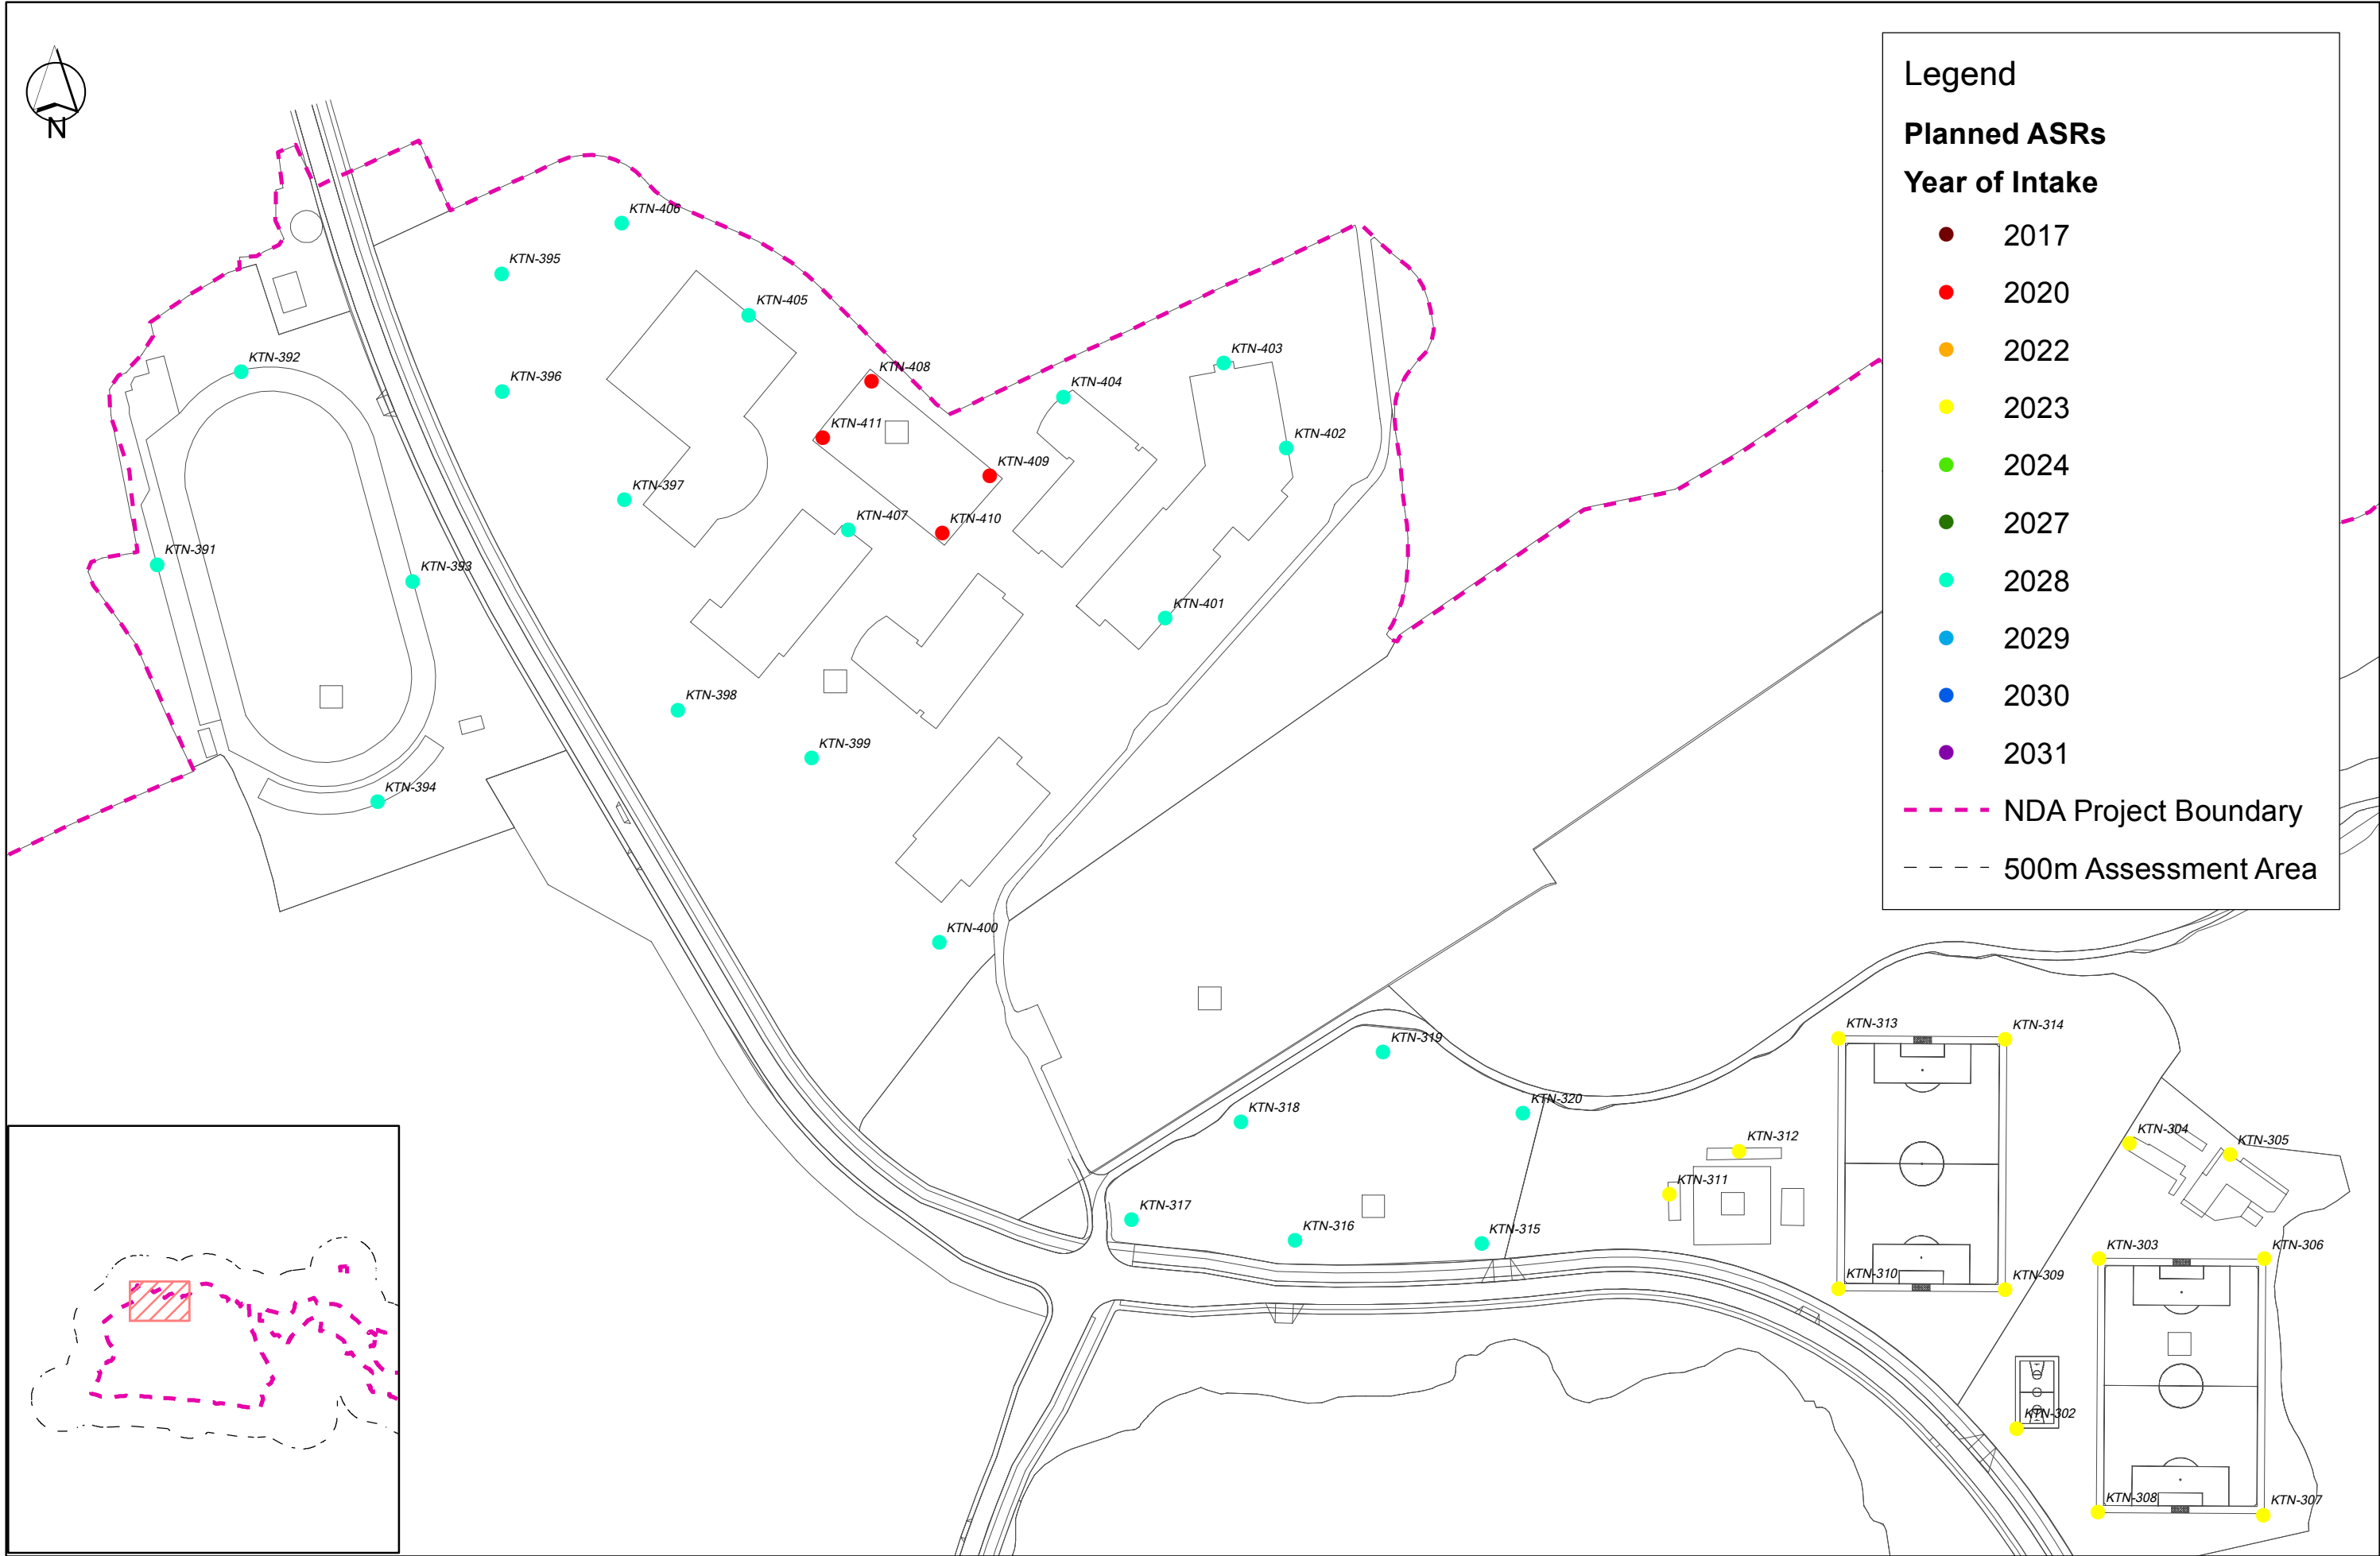 N
Legend
Planned ASRs
Year of Intake
2017
2020
2022
2023
2024
2027
2028
2029
2030
2031
NDA Project Boundary
500m Assessment Area
KTN-406
KTN-395
KTN-405
KTN-392
KTN-396
KTN-408
KTN-404
KTN-403
KTN-411
KTN-402
KTN-409
KTN-397
KTN-407
KTN-410
KTN-391
KTN-393
KTN-401
KTN-398
KTN-399
KTN-394
KTN-400
KTN-313
KTN-314
KTN-319
KTN-318
KTN-320
KTN-312
KTN-304
KTN-305
KTN-311
KTN-317
KTN-316
KTN-315
KTN-303
KTN-306
KTN-310
KTN-309
KTN-302
KTN-308
KTN-307